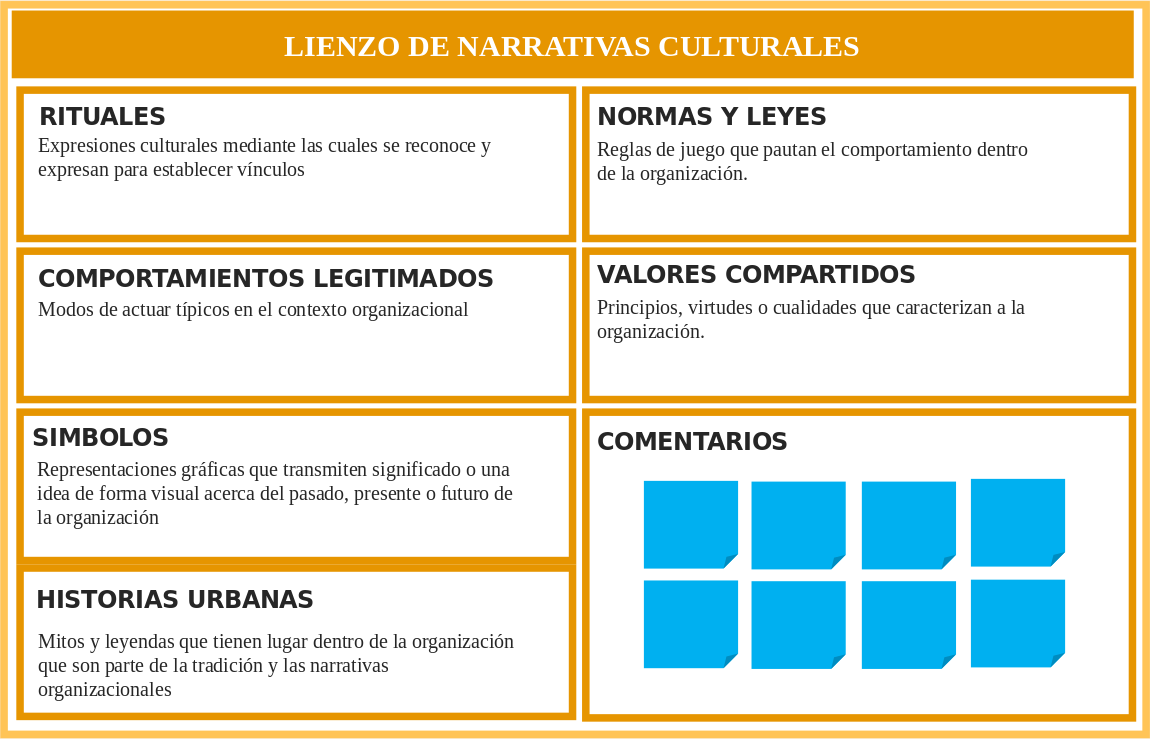 LIENZO DE NARRATIVAS CULTURALES
RITUALES
Expresiones culturales mediante las cuales se reconoce y
expresan para establecer vínculos
NORMAS Y LEYES
Reglas de juego que pautan el comportamiento dentro
de la organización.
COMPORTAMIENTOS LEGITIMADOS
Modos de actuar típicos en el contexto organizacional
VALORES COMPARTIDOS
Principios, virtudes o cualidades que caracterizan a la
organización.
SIMBOLOS
Representaciones gráficas que transmiten significado o una
idea de forma visual acerca del pasado, presente o futuro de
la organización
COMENTARIOS
HISTORIAS URBANAS
Mitos y leyendas que tienen lugar dentro de la organización
que son parte de la tradición y las narrativas
organizacionales